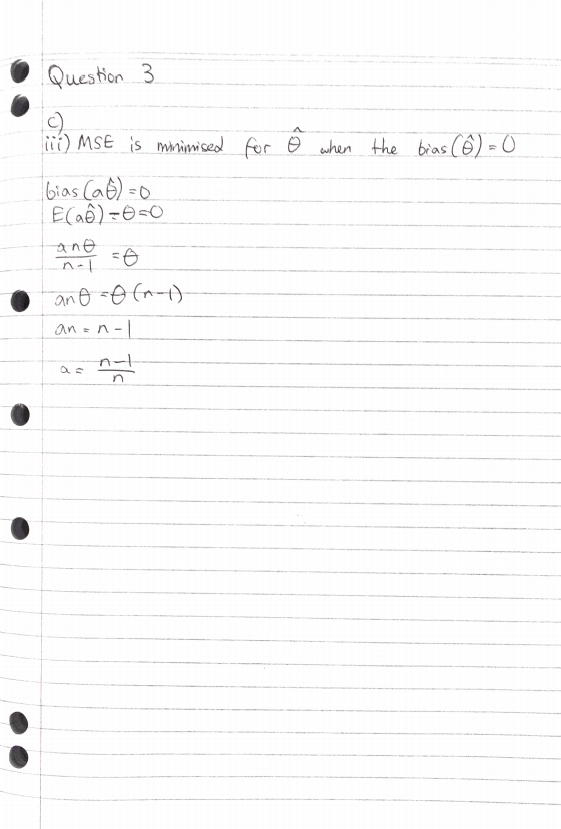 Question 3
c)
iii) MSE is minimised for θ̂ when the bias(θ̂) = 0
bias(aθ̂) = 0
E(aθ̂) - θ = 0
anθ/n-1 = θ
anθ = θ(n-1)
an = n-1
a = n-1/n